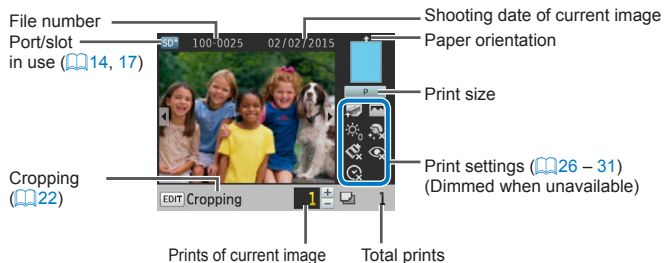 File number
Shooting date of current image
Port/slot
in use (14, 17)
Paper orientation
SD
100-0025
02/02/2015
P
Print size
Print settings (26 – 31)
(Dimmed when unavailable)
Cropping
(22)
EDIT Cropping
1
+
−
1
Prints of current image
Total prints